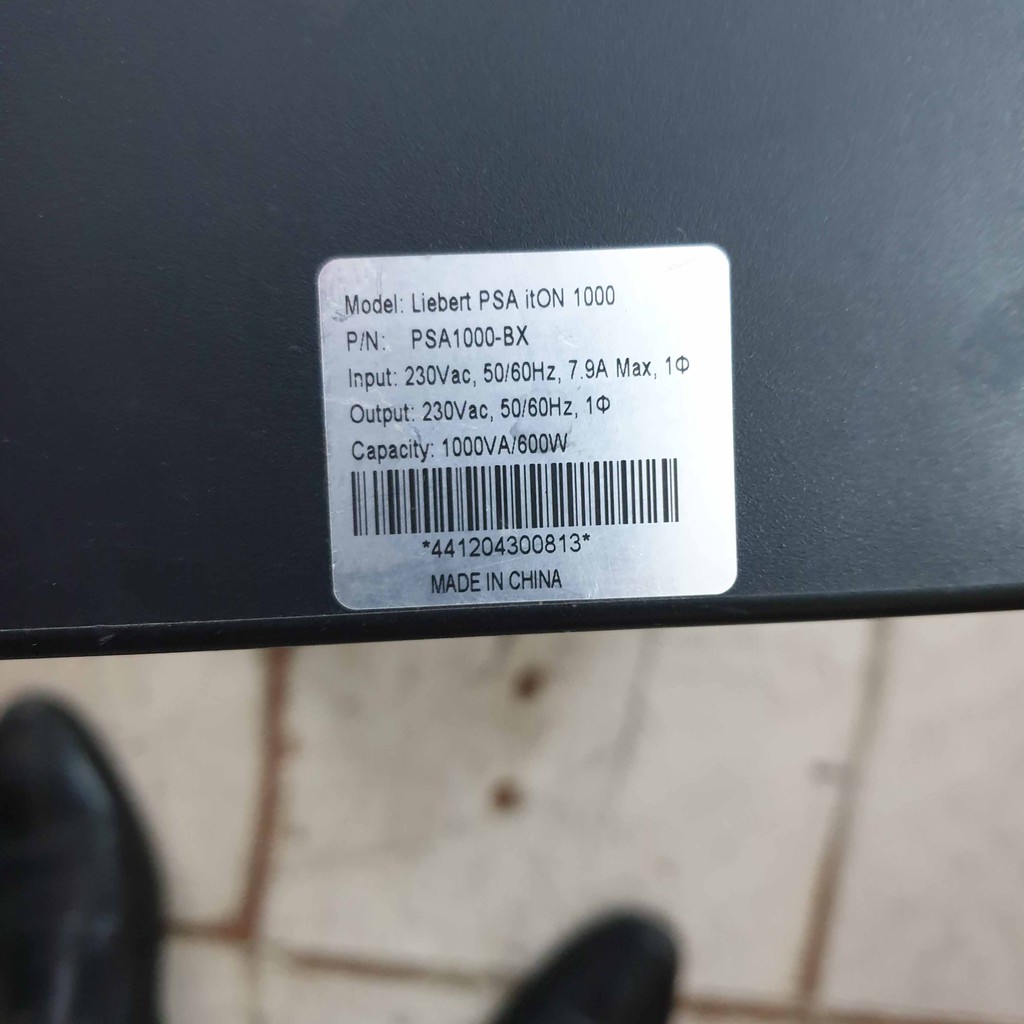 Model: Liebert PSA itON 1000
P/N: PSA1000-BX
Input: 230Vac, 50/60Hz, 7.9A Max, 1Φ
Output: 230Vac, 50/60Hz, 1Φ
Capacity: 1000VA/600W
*441204300813*
MADE IN CHINA